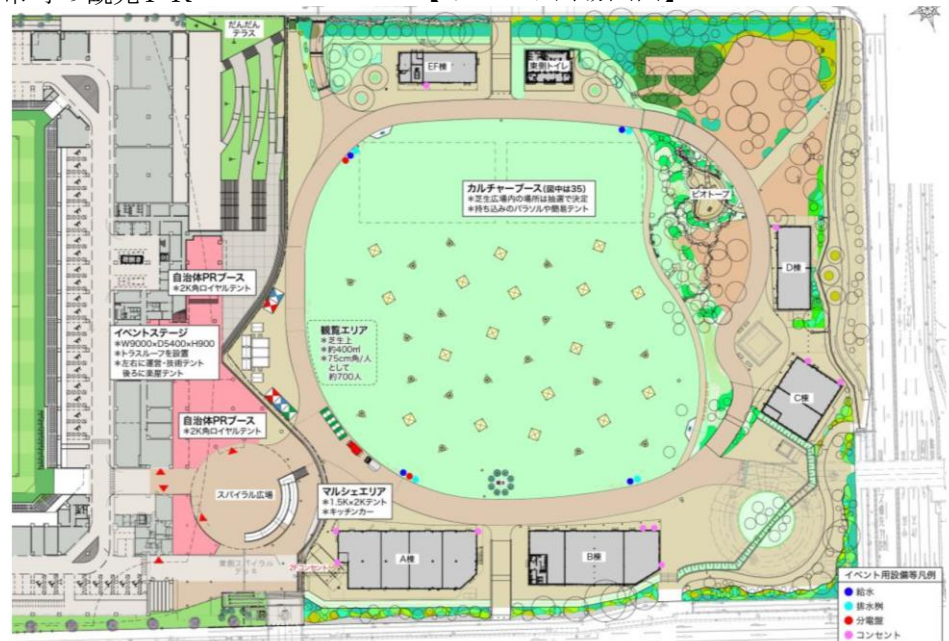 だんだん
テラス
EF棟
東側トイレ
カルチャーブース(図中は35)
*芝生広場内の場所は抽選で決定
*持ち込みのパラソルや簡易テント
ビオトープ
D棟
自治体PRブース
*2K角ロイヤルテント
イベントステージ
*W9000×D5400×H900
*トラスルーフを設置
*左右に運営・技術テント
後ろに楽屋テント
観覧エリア
*芝生上
*約400㎡
*75cm角/人
として
約700人
C棟
自治体PRブース
*2K角ロイヤルテント
スパイラル広場
マルシェエリア
*1.5K×2Kテント
*キッチンカー
A棟
B棟
イベント用設備等凡例
給水
排水桝
分電盤
コンセント